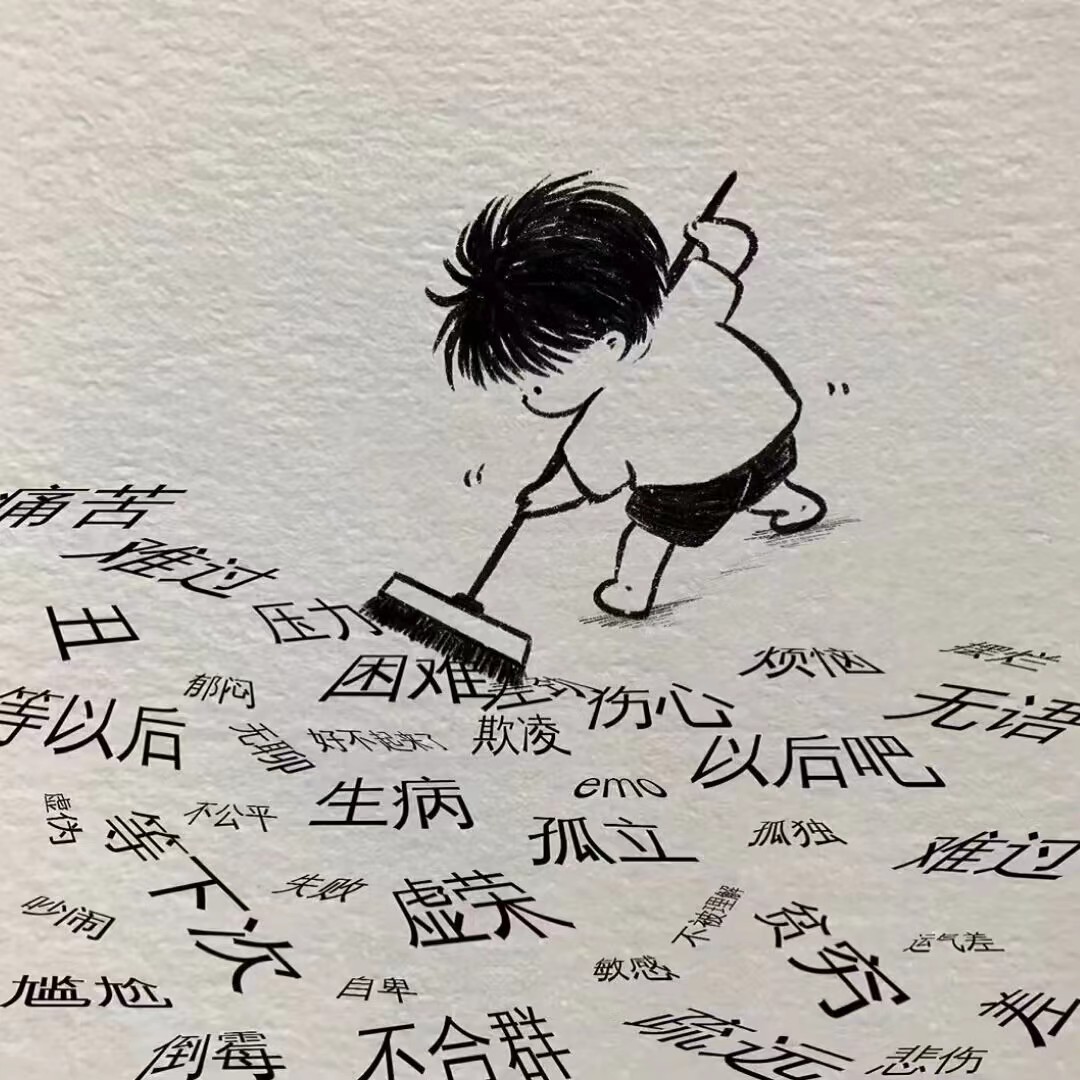 痛苦
难过
丑
压力
困难
烦恼
摆烂
等以后
郁闷
伤心
无语
无聊
好不起来了
欺凌
以后吧
生病
emo
虚伪
不公平
等下次
孤立
孤独
难过
失败
虚荣
吵闹
不被理解
贫穷
运气差
尴尬
自卑
敏感
差
倒霉
不合群
疏远
悲伤